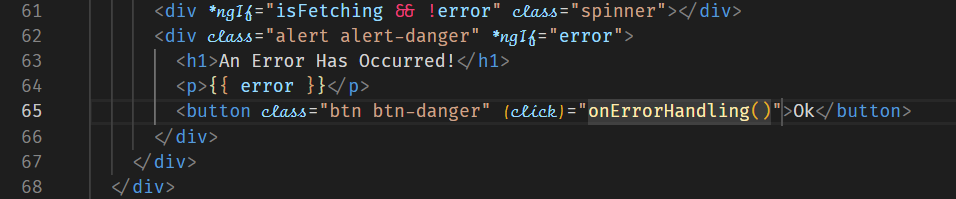 61 <div *ngIf="isFetching && !error" class="spinner"></div>
62 <div class="alert alert-danger" *ngIf="error">
63 <h1>An Error Has Occurred!</h1>
64 <p>{{ error }}</p>
65 <button class="btn btn-danger" (click)="onErrorHandling()">Ok</button>
66 </div>
67 </div>
68 </div>